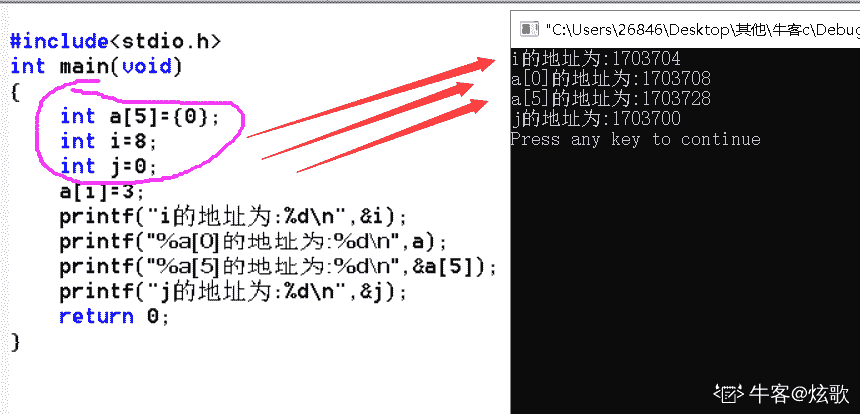 #include<stdio.h>
int main(void)
{
int a[5]={0};
int i=8;
int j=0;
a[i]=3;
printf("i的地址为:%d\n",&i);
printf("%a[0]的地址为:%d\n",a);
printf("%a[5]的地址为:%d\n",&a[5]);
printf("j的地址为:%d\n",&j);
return 0;
}
"C:\Users\26846\Desktop\其他\牛客c\Debug
i的地址为:1703704
a[0]的地址为:1703708
a[5]的地址为:1703728
j的地址为:1703700
Press any key to continue
牛客@炫歌